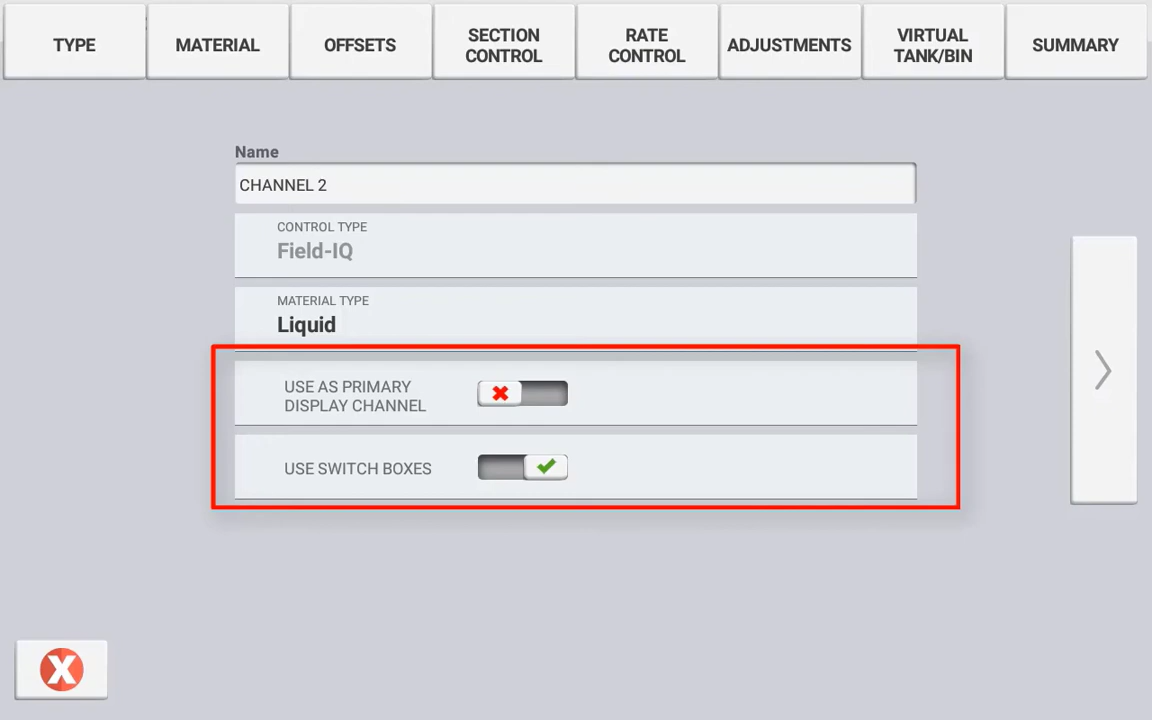 TYPE
MATERIAL
OFFSETS
SECTION
CONTROL
RATE
CONTROL
ADJUSTMENTS
VIRTUAL
TANK/BIN
SUMMARY
Name
CHANNEL 2
CONTROL TYPE
Field-IQ
MATERIAL TYPE
Liquid
USE AS PRIMARY
DISPLAY CHANNEL
USE SWITCH BOXES